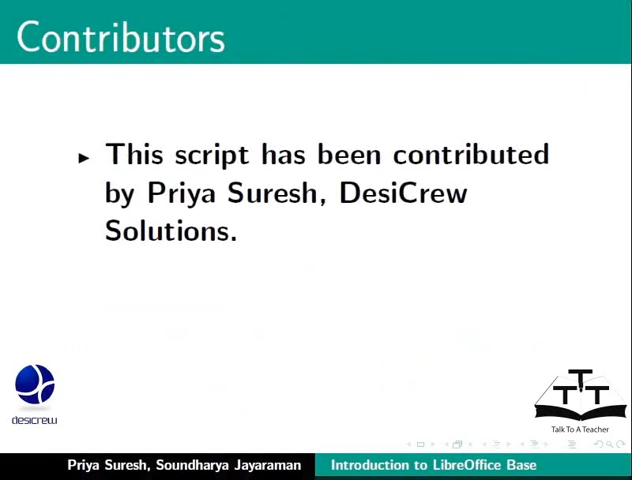 Contributors
This script has been contributed
by Priya Suresh, DesiCrew
Solutions.
desicrew
T T T
Talk To A Teacher
Priya Suresh, Soundharya Jayaraman
Introduction to LibreOffice Base